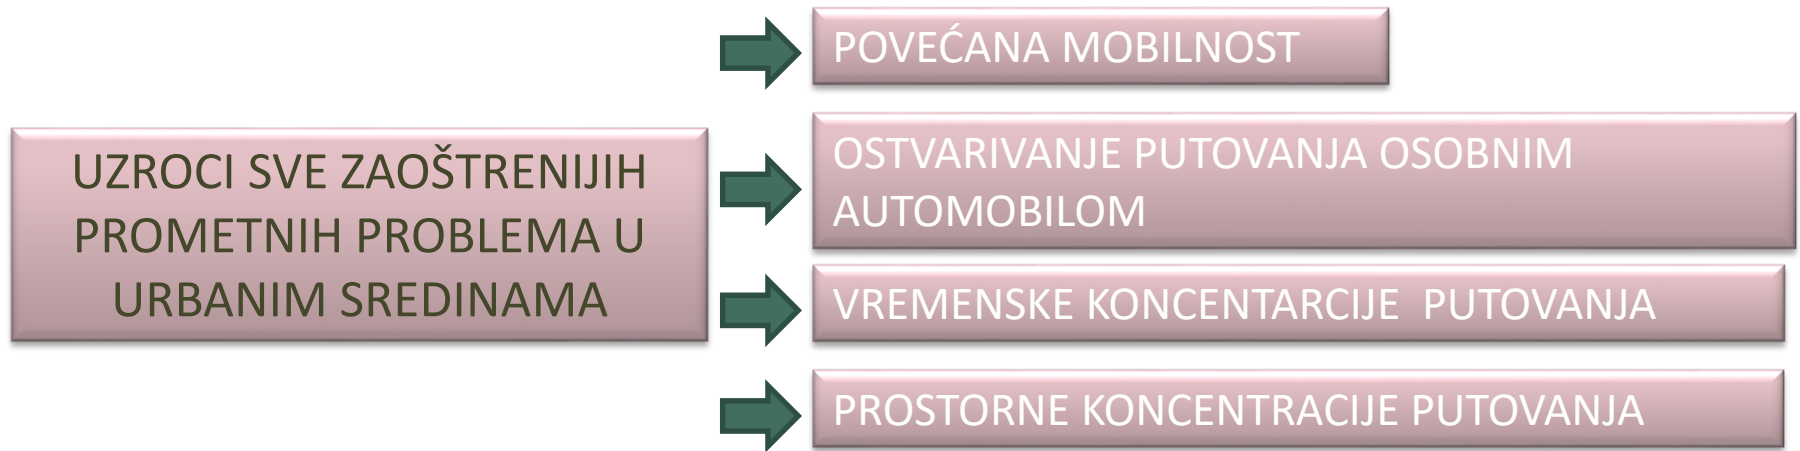 UZROCI SVE ZAOŠTRENIJIH
PROMETNIH PROBLEMA U
URBANIM SREDINAMA
POVEĆANA MOBILNOST
OSTVARIVANJE PUTOVANJA OSOBNIM
AUTOMOBILOM
VREMENSKE KONCENTARCIJE PUTOVANJA
PROSTORNE KONCENTRACIJE PUTOVANJA